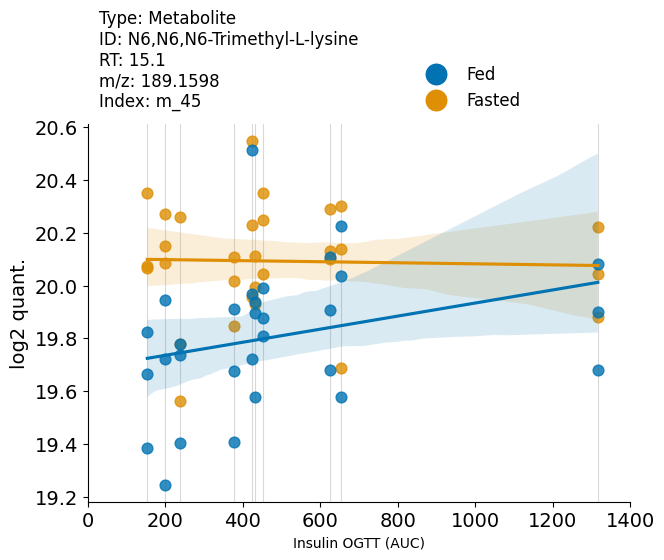 Type: Metabolite
ID: N6,N6,N6-Trimethyl-L-lysine
RT: 15.1
m/z: 189.1598
Index: m_45
Fed
Fasted
20.6
20.4
20.2
20.0
19.8
19.6
19.4
19.2
log2 quant.
0
200
400
600
800
1000
1200
1400
Insulin OGTT (AUC)